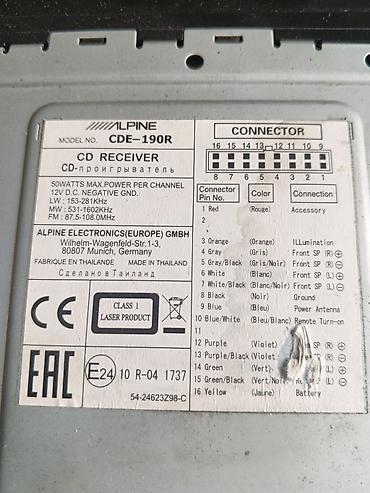 ALPINE
MODEL NO. CDE-190R
CD RECEIVER
CD-проигрыватель
50WATTS MAX.POWER PER CHANNEL
12V D.C. NEGATIVE GND.
LW : 153-281KHz
MW : 531-1602KHz
FM : 87.5-108.0MHz
ALPINE ELECTRONICS(EUROPE) GMBH
Wilhelm-Wagenfeld-Str.1-3,
80807 Munich, Germany
FABRIQUE EN THAILANDE MADE IN THAILAND
Сделано в Таиланд
CE
CLASS 1
LASER PRODUCT
EAC
E24 10 R-04 1737
54-24623Z98-C
CONNECTOR
16 15 14 13 12 11 10 9
8 7 6 5 4 3 2 1
Connector Pin No. Color Connection
1 Red (Rouge) Accessory
2
3 Orange (Orange) Illumination
4 Gray (Gris) Front SP (R) ⊕
5 Gray/Black (Gris/Noir) Front SP (R) ⊖
6 White (Blanc) Front SP (L) ⊕
7 White/Black (Blanc/Noir) Front SP (L) ⊖
8 Black (Noir) Ground
9 Blue (Bleu) Power Antenna
10 Blue/White (Bleu/Blanc) Remote Turn-on
11
12 Purple (Violet) SP (R) ⊕
13 Purple/Black (Violet/ SP (R) ⊖
14 Green (Vert) SP (L) ⊕
15 Green/Black (Vert/Noir) SP (L) ⊖
16 Yellow (Jaune) Battery